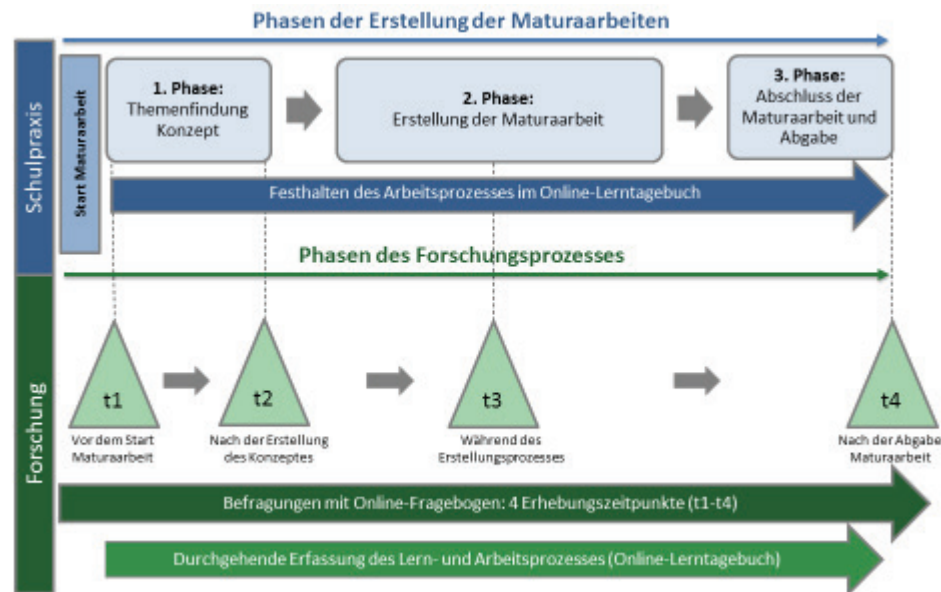 Phasen der Erstellung der Maturaarbeiten
Schulpraxis
Start Maturaarbeit
1. Phase:
Themenfindung
Konzept
2. Phase:
Erstellung der Maturaarbeit
3. Phase:
Abschluss der
Maturaarbeit und
Abgabe
Festhalten des Arbeitsprozesses im Online-Lerntagebuch
Phasen des Forschungsprozesses
Forschung
t1
t2
t3
t4
Vor dem Start
Maturaarbeit
Nach der Erstellung
des Konzeptes
Während des
Erstellungsprozesses
Nach der Abgabe
Maturaarbeit
Befragungen mit Online-Fragebogen: 4 Erhebungszeitpunkte (t1-t4)
Durchgehende Erfassung des Lern- und Arbeitsprozesses (Online-Lerntagebuch)